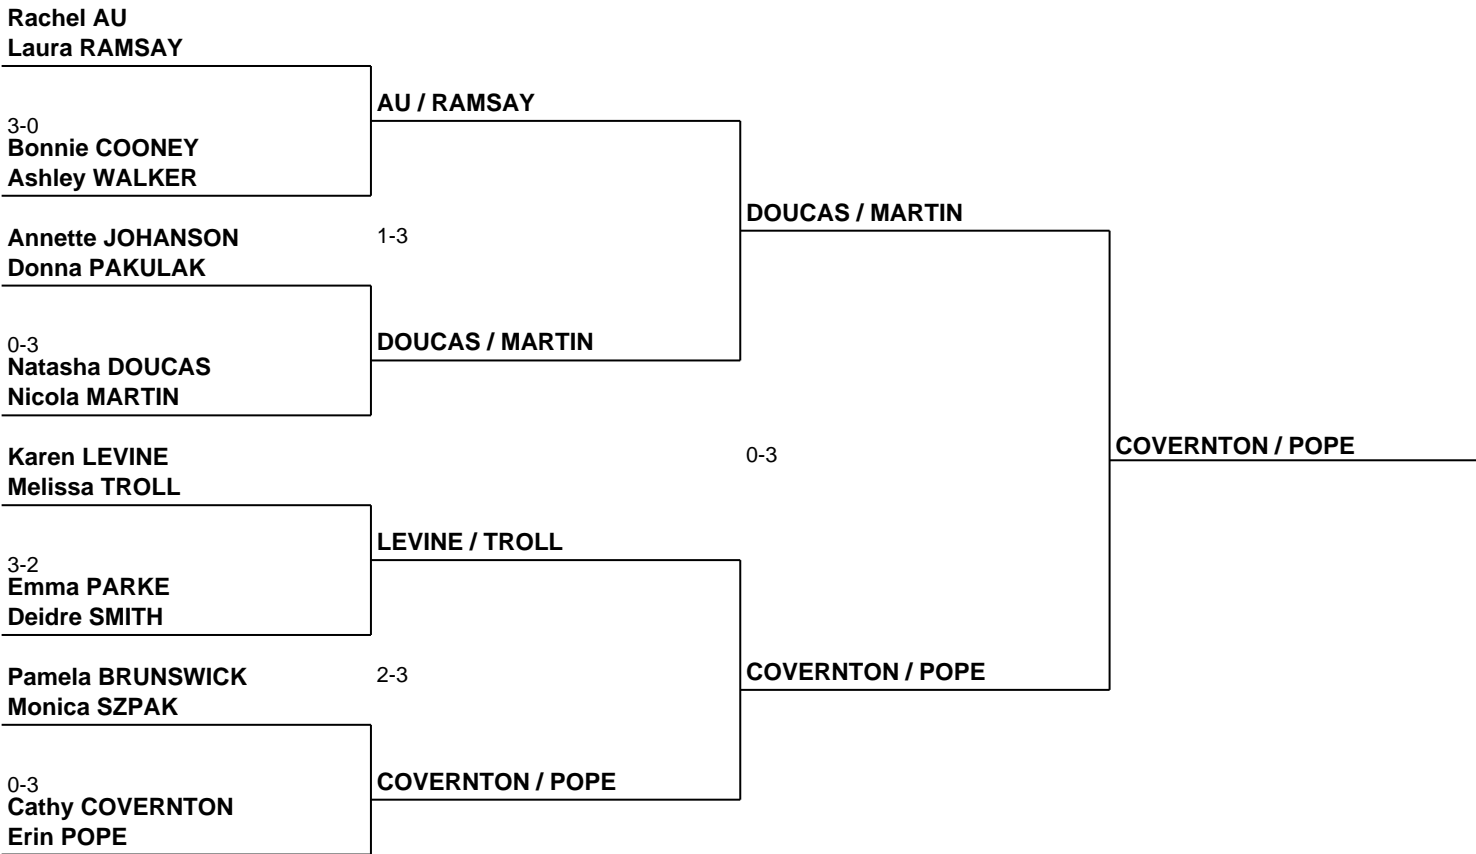 Rachel AU
Laura RAMSAY
AU / RAMSAY
3-0
Bonnie COONEY
Ashley WALKER
DOUCAS / MARTIN
Annette JOHANSON
1-3
Donna PAKULAK
DOUCAS / MARTIN
0-3
Natasha DOUCAS
Nicola MARTIN
COVERNTON / POPE
Karen LEVINE
0-3
Melissa TROLL
LEVINE / TROLL
3-2
Emma PARKE
Deidre SMITH
COVERNTON / POPE
Pamela BRUNSWICK
2-3
Monica SZPAK
COVERNTON / POPE
0-3
Cathy COVERNTON
Erin POPE